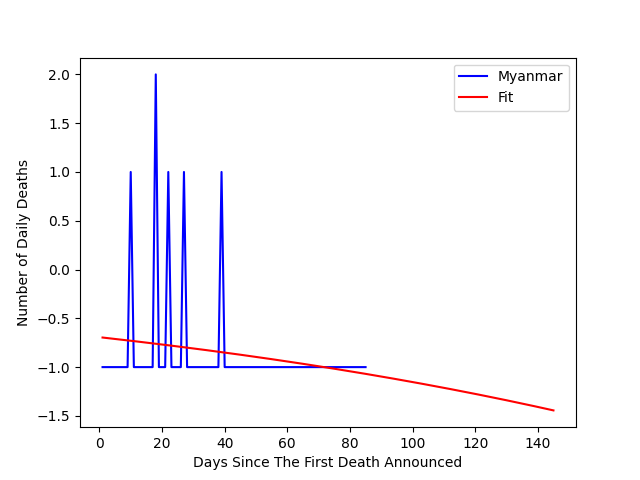 Myanmar
Fit
2.0
1.5
1.0
0.5
0.0
−0.5
−1.0
−1.5
Number of Daily Deaths
0 20 40 60 80 100 120 140
Days Since The First Death Announced